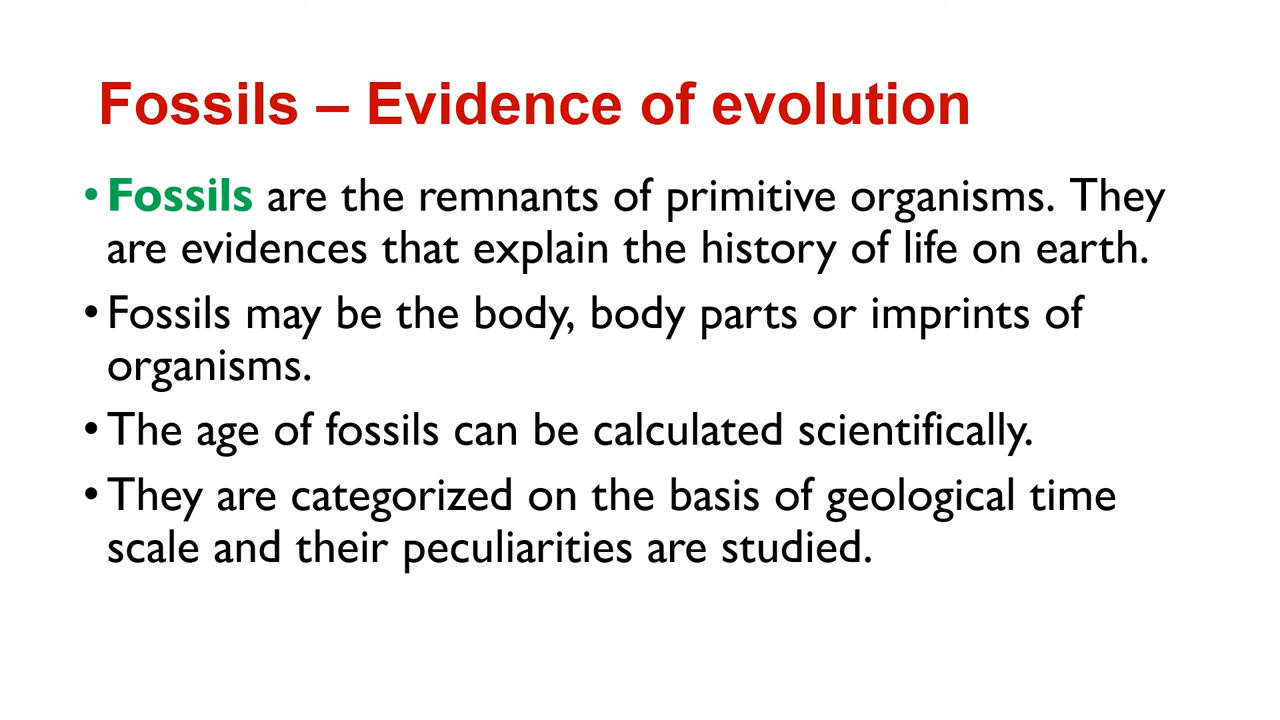 Fossils – Evidence of evolution
•Fossils are the remnants of primitive organisms. They
are evidences that explain the history of life on earth.
•Fossils may be the body, body parts or imprints of
organisms.
•The age of fossils can be calculated scientifically.
•They are categorized on the basis of geological time
scale and their peculiarities are studied.